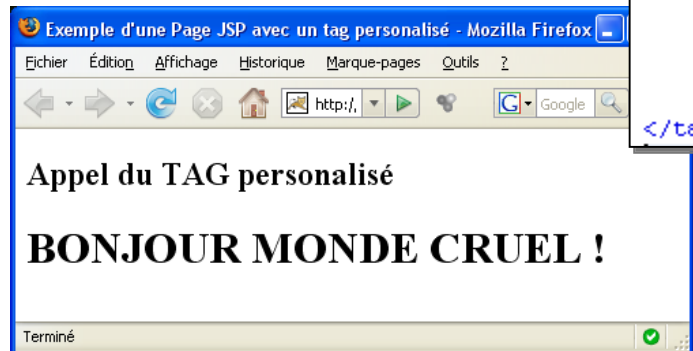 Exemple d'une Page JSP avec un tag personalisé - Mozilla Firefox
Fichier Édition Affichage Historique Marque-pages Outils ?
http:/, G Google
</ta
Appel du TAG personalisé
BONJOUR MONDE CRUEL !
Terminé